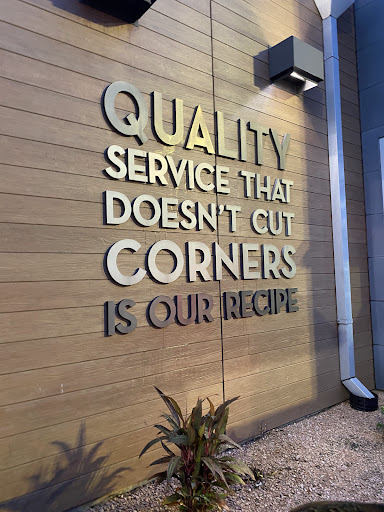 QUALITY
SERVICE THAT
DOESN'T CUT
CORNERS
IS OUR RECIPE